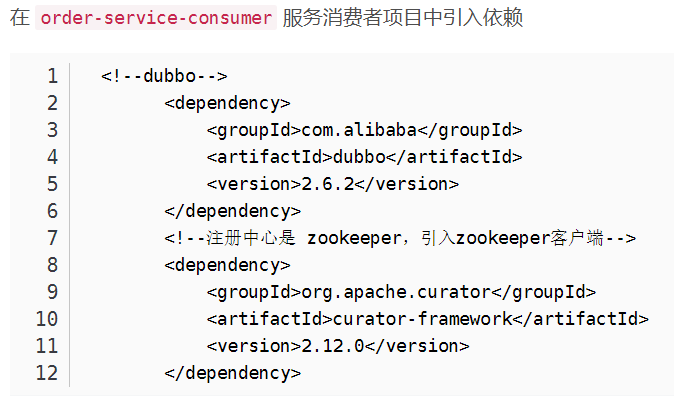 在 order-service-consumer 服务消费者项目中引入依赖
1 <!--dubbo-->
2 <dependency>
3 <groupId>com.alibaba</groupId>
4 <artifactId>dubbo</artifactId>
5 <version>2.6.2</version>
6 </dependency>
7 <!--注册中心是 zookeeper，引入zookeeper客户端-->
8 <dependency>
9 <groupId>org.apache.curator</groupId>
10 <artifactId>curator-framework</artifactId>
11 <version>2.12.0</version>
12 </dependency>